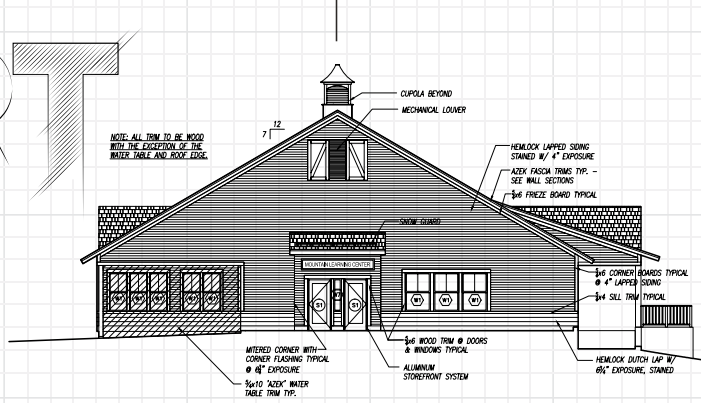 RT
CUPOLA BEYOND
MECHANICAL LOUVER
12
7
NOTE: ALL TRIM TO BE WOOD
WITH THE EXCEPTION OF THE
WATER TABLE AND ROOF EDGE.
HEMLOCK LAPPED SIDING
STAINED W/ 4" EXPOSURE
AZEK FASCIA TRIMS TYP. -
SEE WALL SECTIONS
FRIEZE BOARD TYPICAL
SNOW GUARD
MOUNTAIN LEARNING CENTER
CORNER BOARDS TYPICAL
@ 4" LAPPED SIDING
SILL TRIM TYPICAL
W1 W1 W1 W1
S1 S1
W1 W1 W1
WOOD TRIM @ DOORS
& WINDOWS TYPICAL
MITERED CORNER WITH
CORNER FLASHING TYPICAL
EXPOSURE
ALUMINUM
STOREFRONT SYSTEM
HEMLOCK DUTCH LAP W/
EXPOSURE, STAINED
"AZEK" WATER
TABLE TRIM TYP.